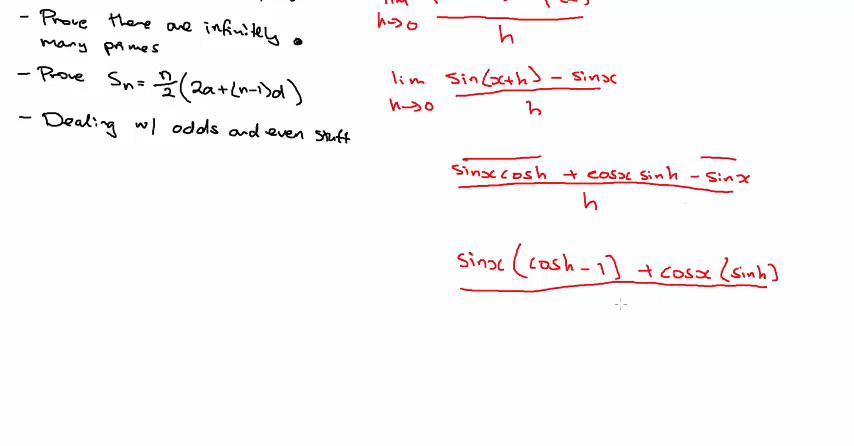 - Prove there are infinitely
many primes
- Prove Sn = n/2 (2a + (n-1)d)
- Dealing w/ odds and even stuff
h→0
h
lim sin(x+h) - sinx
h→0 h
sinx cosh + cosx sinh - sinx
h
sinx (cosh - 1) + cosx (sinh)